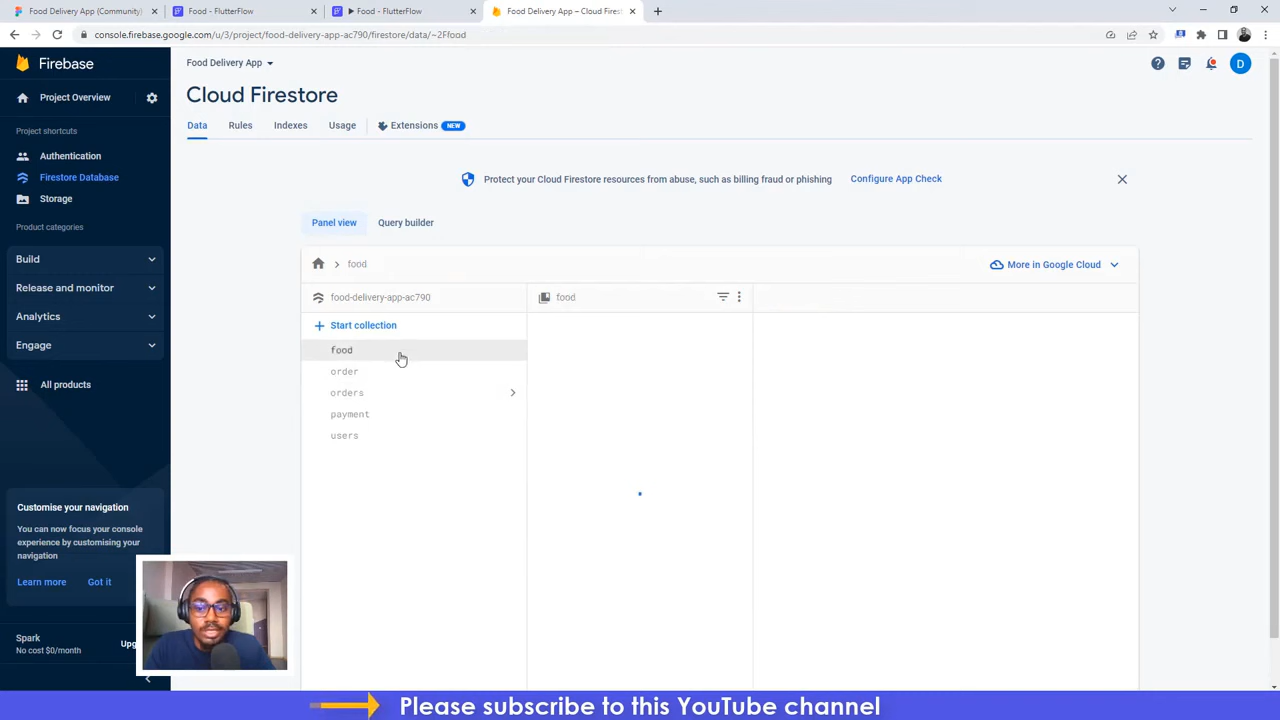 Food Delivery App (Community)
Food - FlutterFlow
Food - FlutterFlow
Food Delivery App – Cloud Fires
console.firebase.google.com/u/3/project/food-delivery-app-ac790/firestore/data/~2Ffood
Firebase
Project Overview
Project shortcuts
Authentication
Firestore Database
Storage
Product categories
Build
Release and monitor
Analytics
Engage
All products
Customise your navigation
You can now focus your console
experience by customising your
navigation
Learn more Got it
Spark
No cost $0/month
Upg
Food Delivery App
Cloud Firestore
Data Rules Indexes Usage Extensions NEW
Protect your Cloud Firestore resources from abuse, such as billing fraud or phishing Configure App Check
Panel view Query builder
food More in Google Cloud
food-delivery-app-ac790 food
Start collection
food
order
orders
payment
users
D
Please subscribe to this YouTube channel